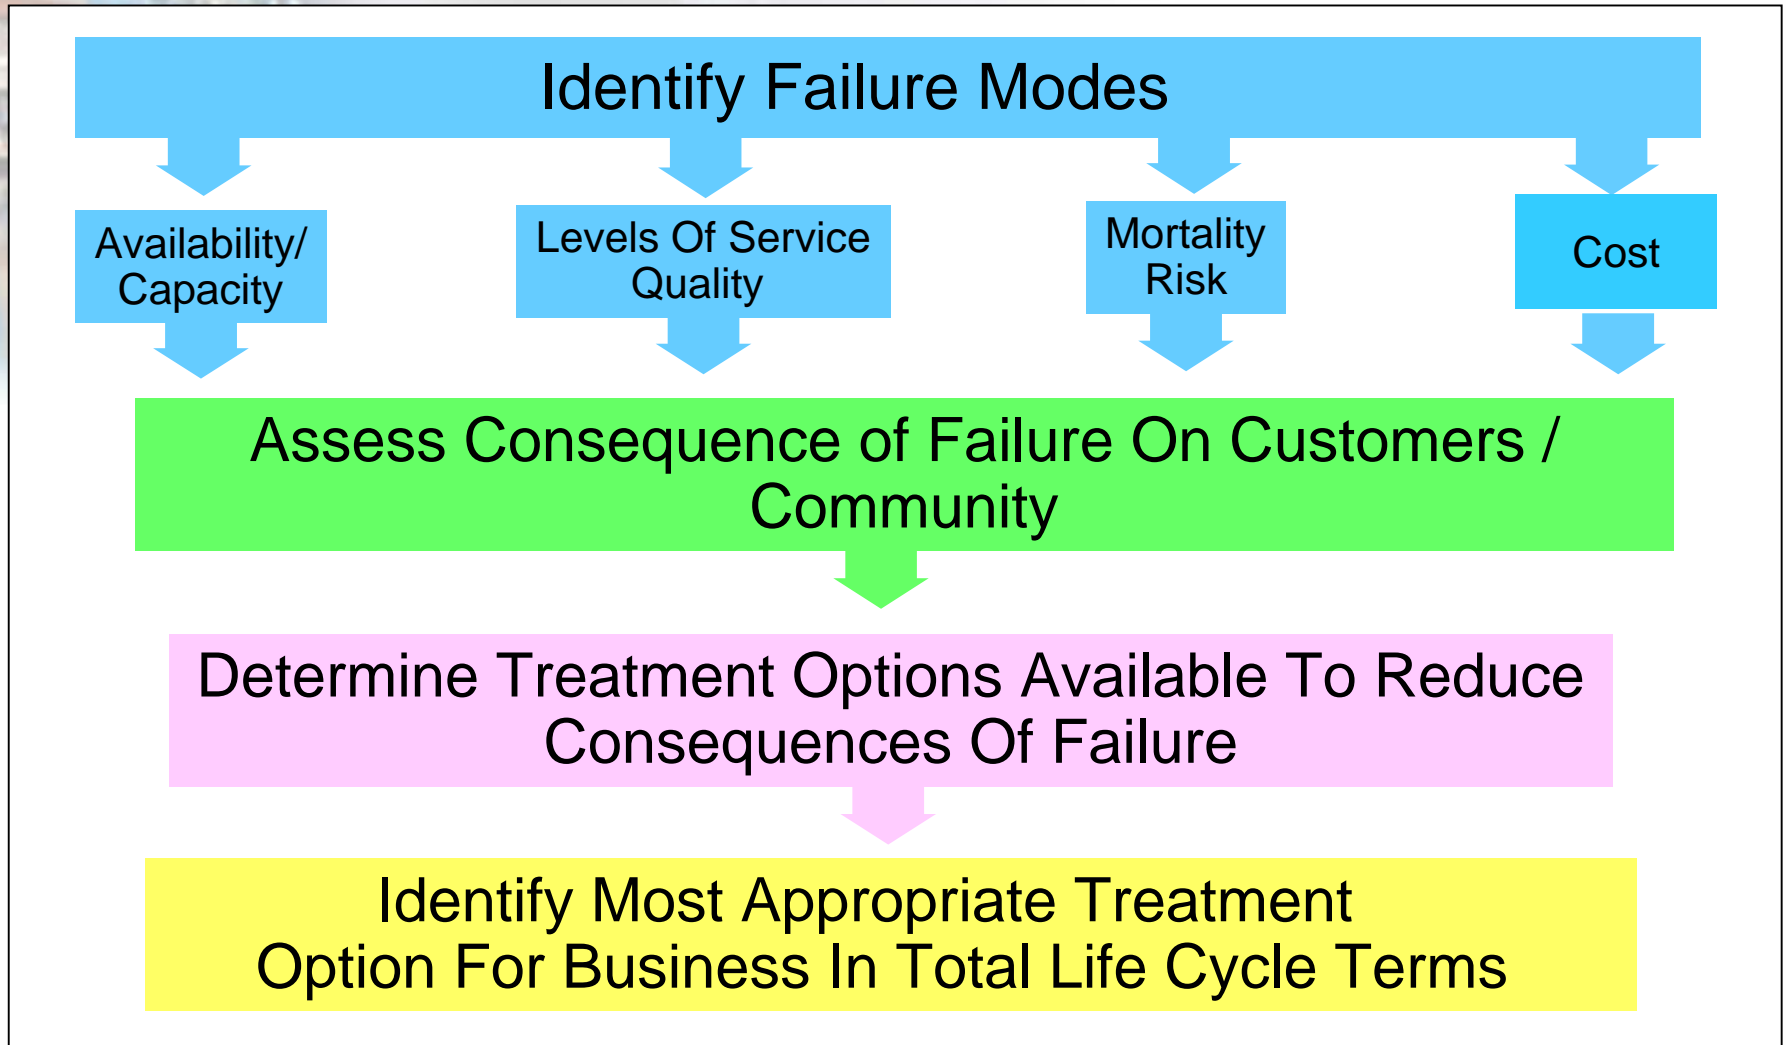 Identify Failure Modes
Availability/
Capacity
Levels Of Service
Quality
Mortality
Risk
Cost
Assess Consequence of Failure On Customers /
Community
Determine Treatment Options Available To Reduce
Consequences Of Failure
Identify Most Appropriate Treatment
Option For Business In Total Life Cycle Terms